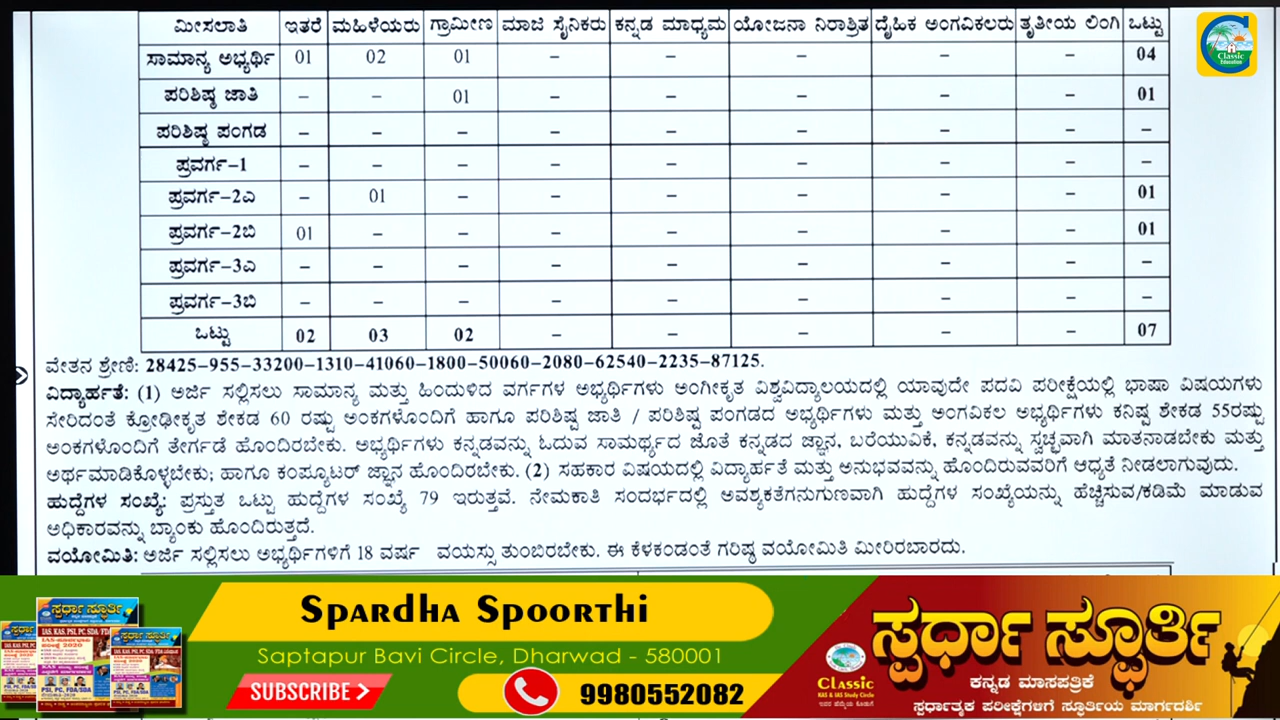 ಮೀಸಲಾತಿ ಇತರೆ ಮಹಿಳೆಯರು ಗ್ರಾಮೀಣ ಮಾಜಿ ಸೈನಿಕರು ಕನ್ನಡ ಮಾಧ್ಯಮ ಯೋಜನಾ ನಿರಾಶ್ರಿತ ದೈಹಿಕ ಅಂಗವಿಕಲರು ತೃತೀಯ ಲಿಂಗಿ ಒಟ್ಟು
ಸಾಮಾನ್ಯ ಅಭ್ಯರ್ಥಿ 01 02 01 – – – – – 04
ಪರಿಶಿಷ್ಠ ಜಾತಿ – – 01 – – – – – 01
ಪರಿಶಿಷ್ಠ ಪಂಗಡ – – – – – – – – –
ಪ್ರವರ್ಗ-1 – – – – – – – – –
ಪ್ರವರ್ಗ-2ಎ – 01 – – – – – – 01
ಪ್ರವರ್ಗ-2ಬಿ 01 – – – – – – – 01
ಪ್ರವರ್ಗ-3ಎ – – – – – – – – –
ಪ್ರವರ್ಗ-3ಬಿ – – – – – – – – –
ಒಟ್ಟು 02 03 02 – – – – – 07
Classic
Education
ವೇತನ ಶ್ರೇಣಿ: 28425-955-33200-1310-41060-1800-50060-2080-62540-2235-87125.
ವಿದ್ಯಾರ್ಹತೆ: (1) ಅರ್ಜಿ ಸಲ್ಲಿಸಲು ಸಾಮಾನ್ಯ ಮತ್ತು ಹಿಂದುಳಿದ ವರ್ಗಗಳ ಅಭ್ಯರ್ಥಿಗಳು ಅಂಗೀಕೃತ ವಿಶ್ವವಿದ್ಯಾಲಯದಲ್ಲಿ ಯಾವುದೇ ಪದವಿ ಪರೀಕ್ಷೆಯಲ್ಲಿ ಭಾಷಾ ವಿಷಯಗಳು
ಸೇರಿದಂತೆ ಕ್ರೋಢೀಕೃತ ಶೇಕಡ 60 ರಷ್ಟು ಅಂಕಗಳೊಂದಿಗೆ ಹಾಗೂ ಪರಿಶಿಷ್ಟ ಜಾತಿ / ಪರಿಶಿಷ್ಟ ಪಂಗಡದ ಅಭ್ಯರ್ಥಿಗಳು ಮತ್ತು ಅಂಗವಿಕಲ ಅಭ್ಯರ್ಥಿಗಳು ಕನಿಷ್ಠ ಶೇಕಡ 55ರಷ್ಟು
ಅಂಕಗಳೊಂದಿಗೆ ತೇರ್ಗಡೆ ಹೊಂದಿರಬೇಕು. ಅಭ್ಯರ್ಥಿಗಳು ಕನ್ನಡವನ್ನು ಓದುವ ಸಾಮರ್ಥ್ಯದ ಜೊತೆ ಕನ್ನಡದ ಜ್ಞಾನ, ಬರೆಯುವಿಕೆ, ಕನ್ನಡವನ್ನು ಸ್ವಚ್ಛವಾಗಿ ಮಾತನಾಡಬೇಕು ಮತ್ತು
ಅರ್ಥಮಾಡಿಕೊಳ್ಳಬೇಕು; ಹಾಗೂ ಕಂಪ್ಯೂಟರ್ ಜ್ಞಾನ ಹೊಂದಿರಬೇಕು. (2) ಸಹಕಾರ ವಿಷಯದಲ್ಲಿ ವಿದ್ಯಾರ್ಹತೆ ಮತ್ತು ಅನುಭವವನ್ನು ಹೊಂದಿರುವವರಿಗೆ ಆಧ್ಯತೆ ನೀಡಲಾಗುವುದು.
ಹುದ್ದೆಗಳ ಸಂಖ್ಯೆ: ಪ್ರಸ್ತುತ ಒಟ್ಟು ಹುದ್ದೆಗಳ ಸಂಖ್ಯೆ 79 ಇರುತ್ತವೆ. ನೇಮಕಾತಿ ಸಂದರ್ಭದಲ್ಲಿ ಅವಶ್ಯಕತೆಗನುಗುಣವಾಗಿ ಹುದ್ದೆಗಳ ಸಂಖ್ಯೆಯನ್ನು ಹೆಚ್ಚಿಸುವ/ಕಡಿಮೆ ಮಾಡುವ
ಅಧಿಕಾರವನ್ನು ಬ್ಯಾಂಕು ಹೊಂದಿರುತ್ತದೆ.
ವಯೋಮಿತಿ: ಅರ್ಜಿ ಸಲ್ಲಿಸಲು ಅಭ್ಯರ್ಥಿಗಳಿಗೆ 18 ವರ್ಷ ವಯಸ್ಸು ತುಂಬಿರಬೇಕು. ಈ ಕೆಳಕಂಡಂತೆ ಗರಿಷ್ಠ ವಯೋಮಿತಿ ಮೀರಿರಬಾರದು.
ಸ್ಪರ್ಧಾ ಸ್ಫೂರ್ತಿ
Spardha Spoorthi
Saptapur Bavi Circle, Dharwad - 580001
SUBSCRIBE
9980552082
Classic
KAS & IAS Study Circle
ಸ್ಪರ್ಧಾ ಸ್ಫೂರ್ತಿ
ಕನ್ನಡ ಮಾಸಪತ್ರಿಕೆ
ಸ್ಪರ್ಧಾತ್ಮಕ ಪರೀಕ್ಷೆಗಳಿಗೆ ಸ್ಫೂರ್ತಿಯ ಮಾರ್ಗದರ್ಶಿ